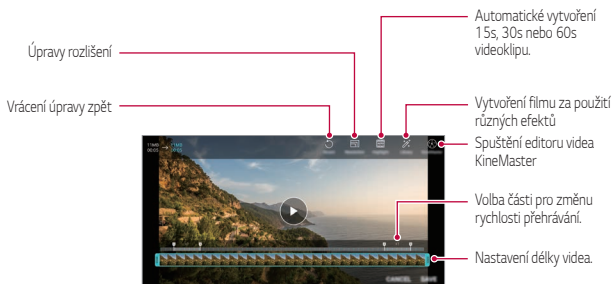 Automatické vytvoření
15s, 30s nebo 60s
videoklipu.
Úpravy rozlišení
Vrácení úpravy zpět
Vytvoření filmu za použití
různých efektů
Spuštění editoru videa
KineMaster
Volba části pro změnu
rychlosti přehrávání.
Nastavení délky videa.
CANCEL SAVE